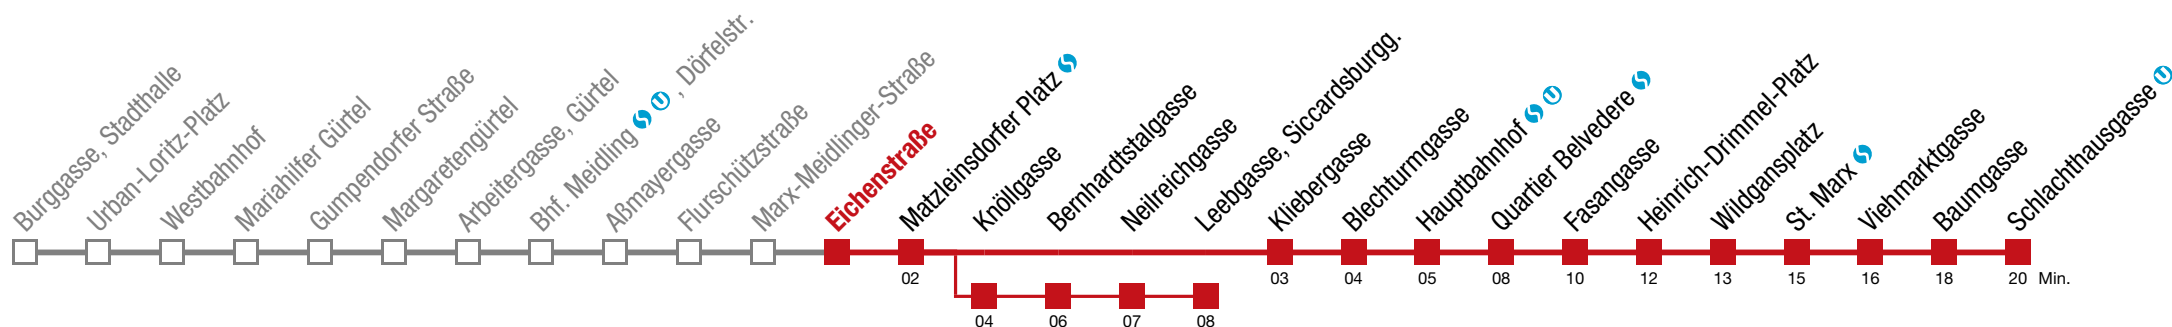 Burggasse, Stadthalle
Urban-Loritz-Platz
Westbahnhof
Mariahilfer Gürtel
Gumpendorfer Straße
Margaretengürtel
Arbeitergasse, Gürtel
Bhf. Meidling S U , Dörfelstr.
Aßmayergasse
Flurschützstraße
Marx-Meidlinger-Straße
Eichenstraße
Matzleinsdorfer Platz S
Knöllgasse
Bernhardtstalgasse
Neilreichgasse
Leebgasse, Siccardsburgg.
Kliebergasse
Blechturmgasse
Hauptbahnhof S U
Quartier Belvedere S
Fasangasse
Heinrich-Drimmel-Platz
Wildgansplatz
St. Marx S
Viehmarktgasse
Baumgasse
Schlachthausgasse U
02 03 04 05 08 10 12 13 15 16 18 20 Min.
04 06 07 08